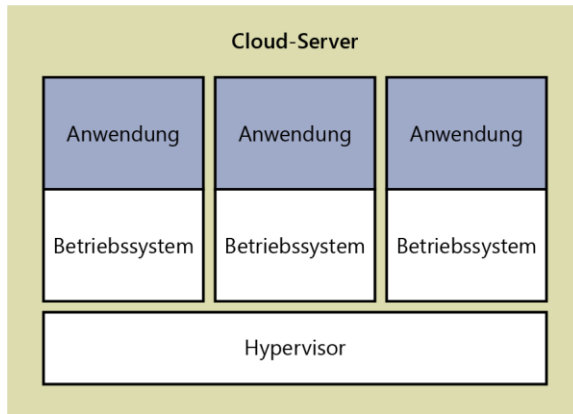 Cloud-Server
Anwendung Anwendung Anwendung
Betriebssystem Betriebssystem Betriebssystem
Hypervisor